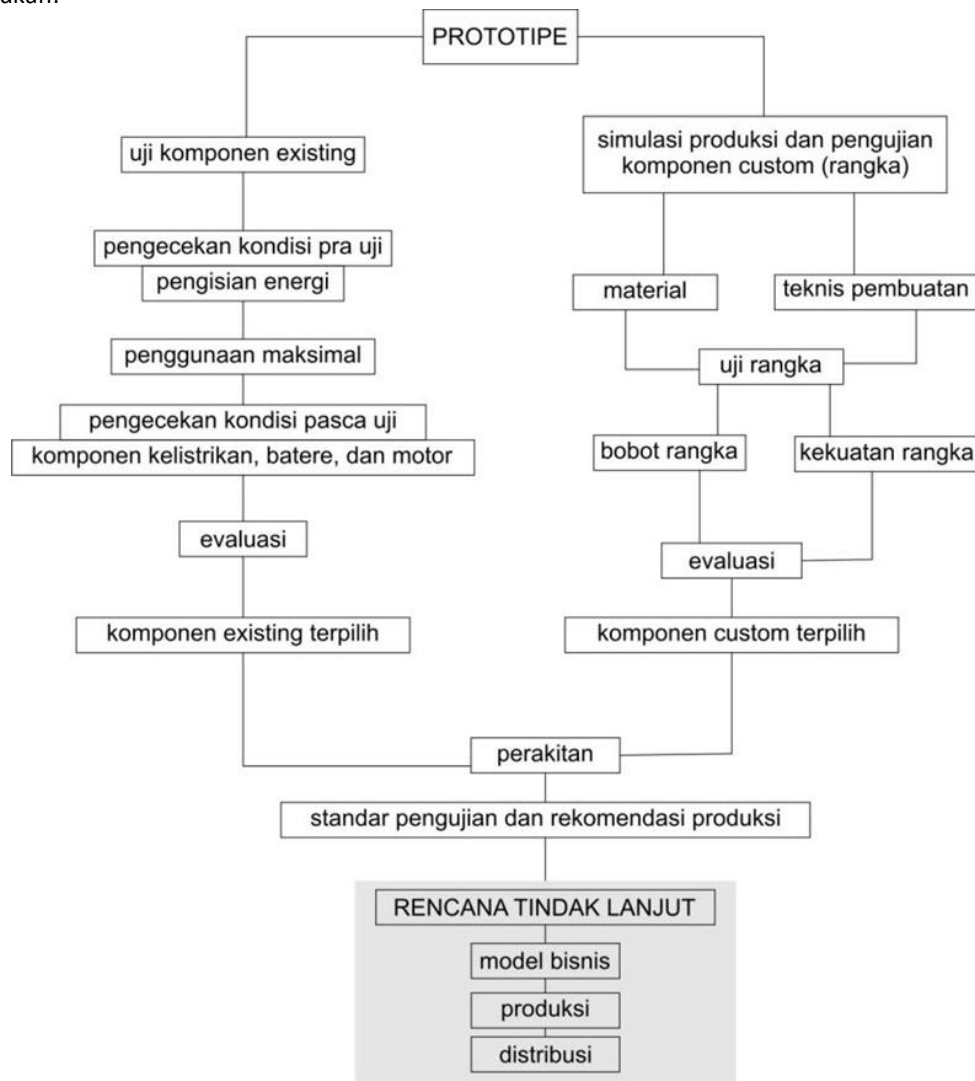 PROTOTIPE
uji komponen existing
pengecekan kondisi pra uji
pengisian energi
penggunaan maksimal
pengecekan kondisi pasca uji
komponen kelistrikan, batere, dan motor
evaluasi
komponen existing terpilih
simulasi produksi dan pengujian
komponen custom (rangka)
material
teknis pembuatan
uji rangka
bobot rangka
kekuatan rangka
evaluasi
komponen custom terpilih
perakitan
standar pengujian dan rekomendasi produksi
RENCANA TINDAK LANJUT
model bisnis
produksi
distribusi